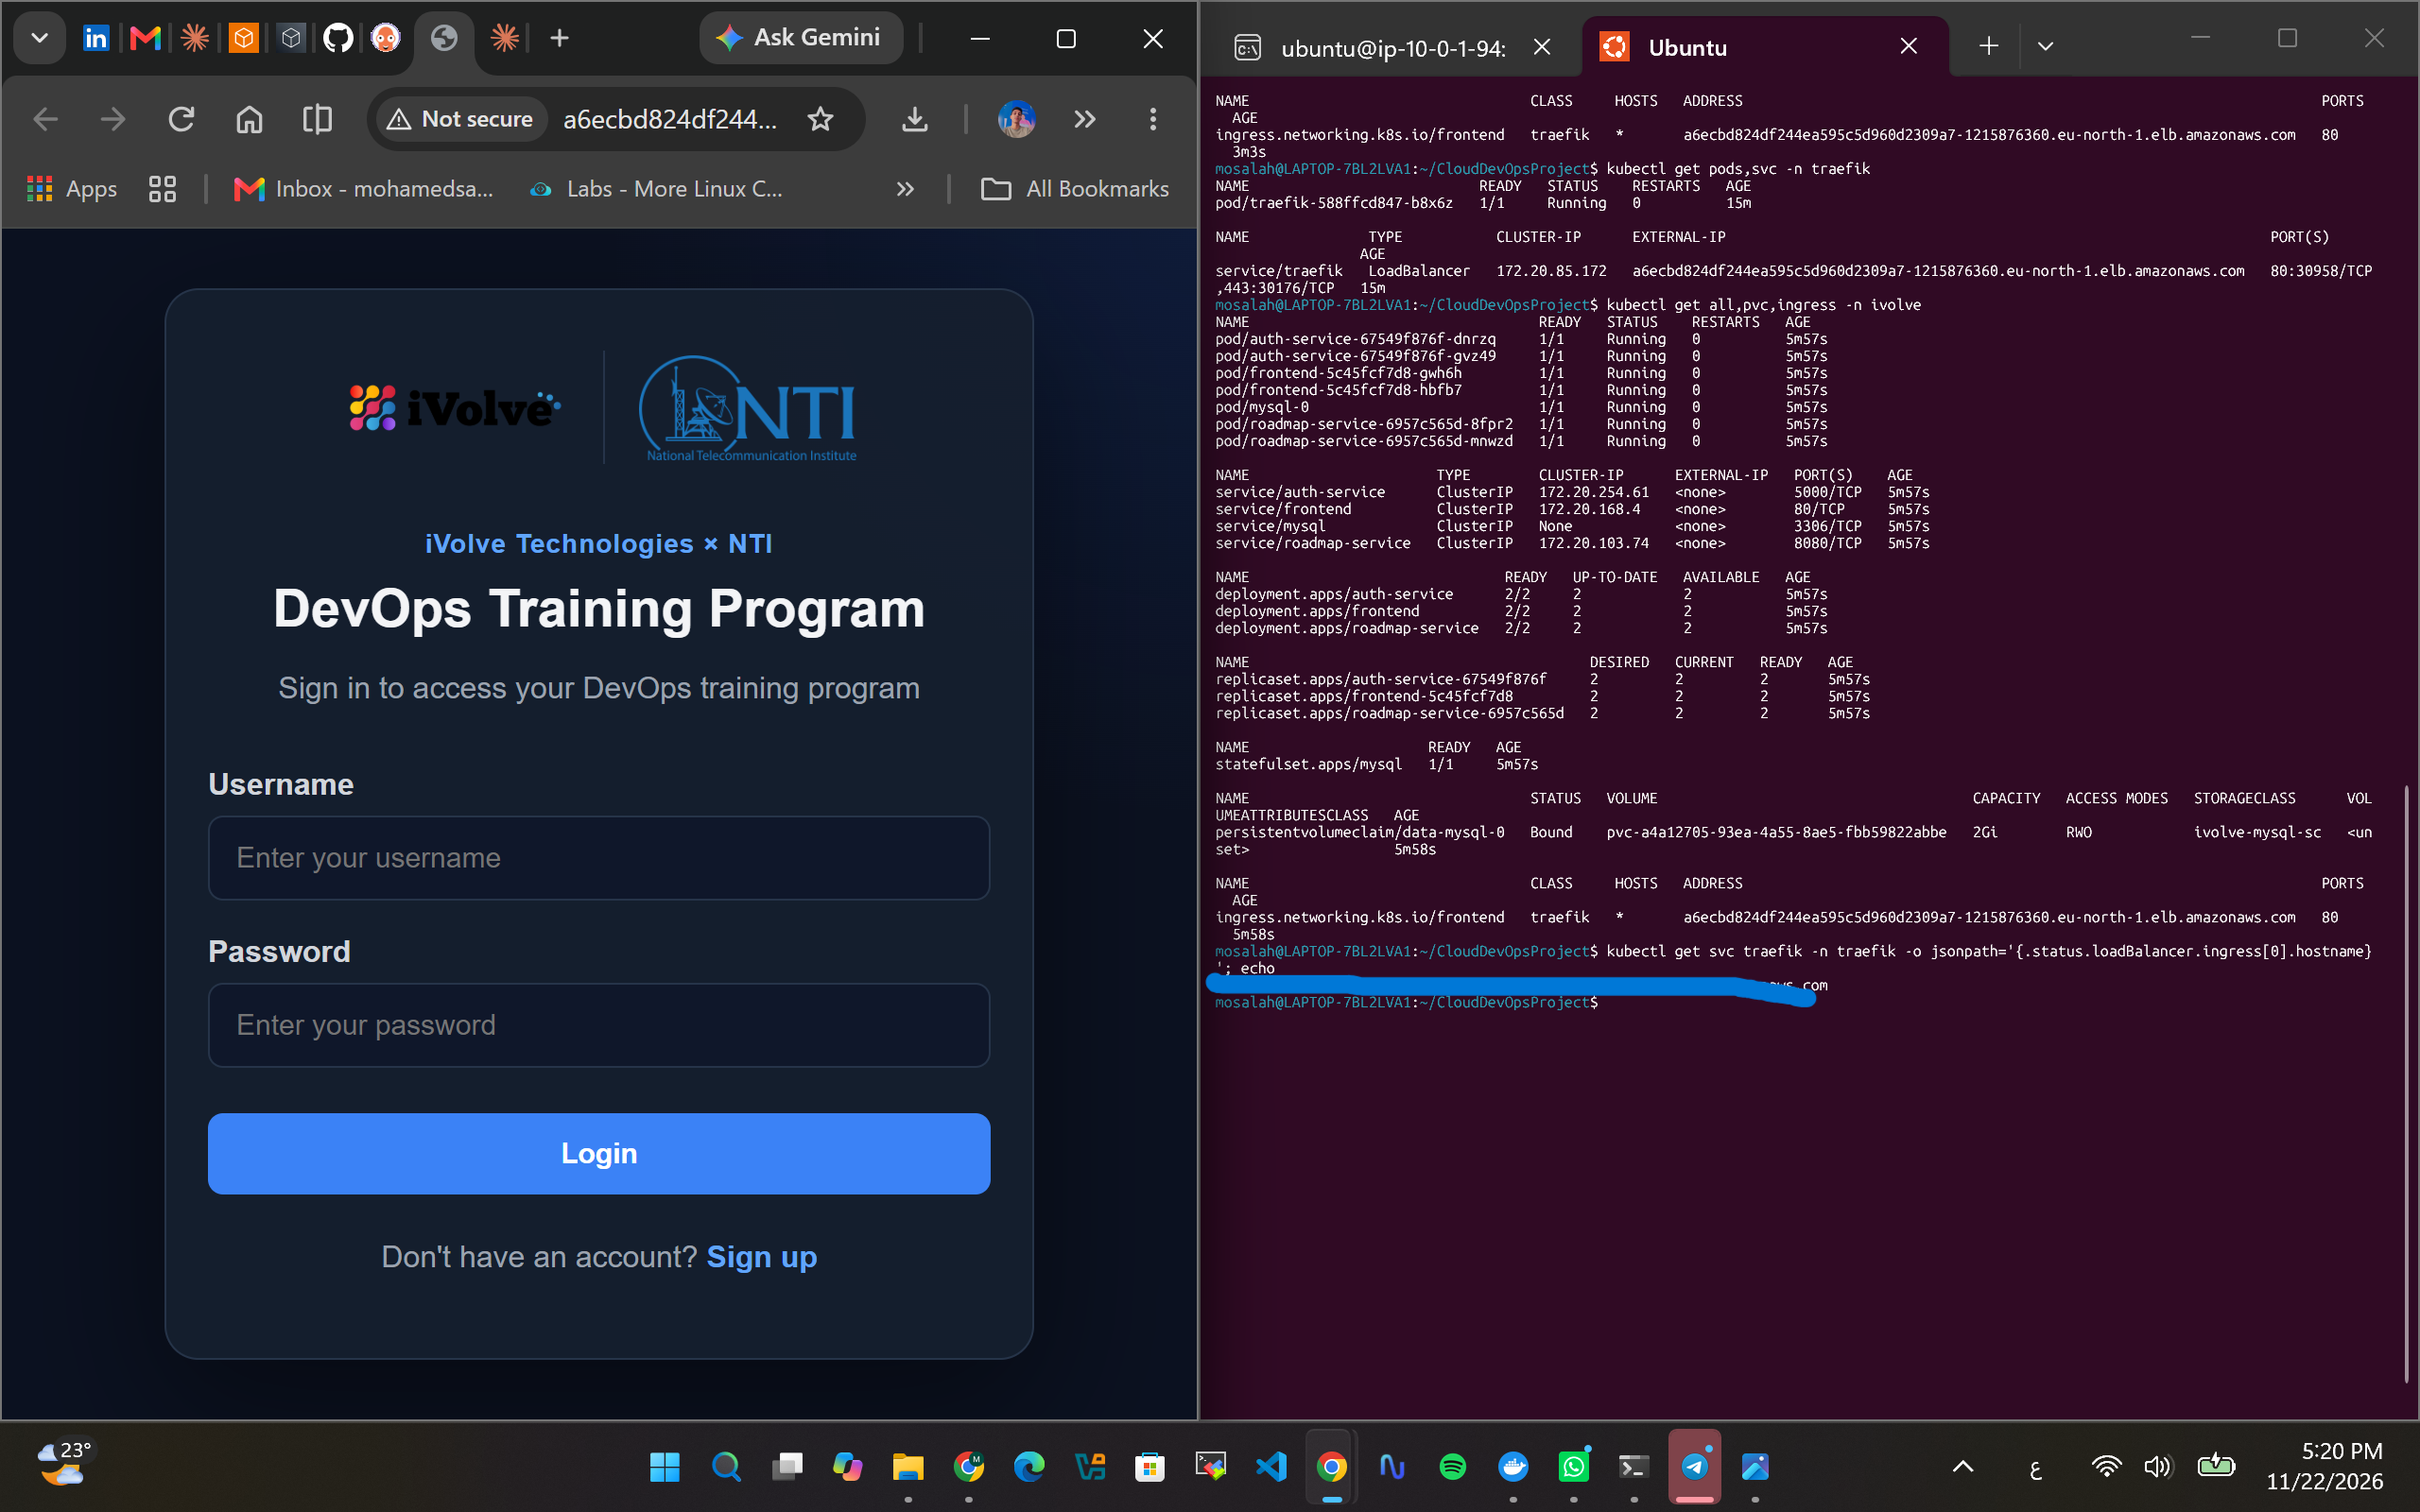 in
Ask Gemini
Not secure
a6ecbd824df244...
Apps
Inbox - mohamedsa...
Labs - More Linux C...
All Bookmarks
iVolve
NTI
National Telecommunication Institute
iVolve Technologies × NTI
DevOps Training Program
Sign in to access your DevOps training program
Username
Enter your username
Password
Enter your password
Login
Don't have an account? Sign up
ubuntu@ip-10-0-1-94:
Ubuntu
NAME CLASS HOSTS ADDRESS PORTS
AGE
ingress.networking.k8s.io/frontend traefik * a6ecbd824df244ea595c5d960d2309a7-1215876360.eu-north-1.elb.amazonaws.com 80
3m3s
mosalah@LAPTOP-7BL2LVA1:~/CloudDevOpsProject$ kubectl get pods,svc -n traefik
NAME READY STATUS RESTARTS AGE
pod/traefik-588ffcd847-b8x6z 1/1 Running 0 15m
NAME TYPE CLUSTER-IP EXTERNAL-IP PORT(S)
AGE
service/traefik LoadBalancer 172.20.85.172 a6ecbd824df244ea595c5d960d2309a7-1215876360.eu-north-1.elb.amazonaws.com 80:30958/TCP
,443:30176/TCP 15m
mosalah@LAPTOP-7BL2LVA1:~/CloudDevOpsProject$ kubectl get all,pvc,ingress -n ivolve
NAME READY STATUS RESTARTS AGE
pod/auth-service-67549f876f-dnrzq 1/1 Running 0 5m57s
pod/auth-service-67549f876f-gvz49 1/1 Running 0 5m57s
pod/frontend-5c45fcf7d8-gwh6h 1/1 Running 0 5m57s
pod/frontend-5c45fcf7d8-hbfb7 1/1 Running 0 5m57s
pod/mysql-0 1/1 Running 0 5m57s
pod/roadmap-service-6957c565d-8fpr2 1/1 Running 0 5m57s
pod/roadmap-service-6957c565d-mnwzd 1/1 Running 0 5m57s
NAME TYPE CLUSTER-IP EXTERNAL-IP PORT(S) AGE
service/auth-service ClusterIP 172.20.254.61 <none> 5000/TCP 5m57s
service/frontend ClusterIP 172.20.168.4 <none> 80/TCP 5m57s
service/mysql ClusterIP None <none> 3306/TCP 5m57s
service/roadmap-service ClusterIP 172.20.103.74 <none> 8080/TCP 5m57s
NAME READY UP-TO-DATE AVAILABLE AGE
deployment.apps/auth-service 2/2 2 2 5m57s
deployment.apps/frontend 2/2 2 2 5m57s
deployment.apps/roadmap-service 2/2 2 2 5m57s
NAME DESIRED CURRENT READY AGE
replicaset.apps/auth-service-67549f876f 2 2 2 5m57s
replicaset.apps/frontend-5c45fcf7d8 2 2 2 5m57s
replicaset.apps/roadmap-service-6957c565d 2 2 2 5m57s
NAME READY AGE
statefulset.apps/mysql 1/1 5m57s
NAME STATUS VOLUME CAPACITY ACCESS MODES STORAGECLASS VOL
UMEATTRIBUTESCLASS AGE
persistentvolumeclaim/data-mysql-0 Bound pvc-a4a12705-93ea-4a55-8ae5-fbb59822abbe 2Gi RWO ivolve-mysql-sc <un
set> 5m58s
NAME CLASS HOSTS ADDRESS PORTS
AGE
ingress.networking.k8s.io/frontend traefik * a6ecbd824df244ea595c5d960d2309a7-1215876360.eu-north-1.elb.amazonaws.com 80
5m58s
mosalah@LAPTOP-7BL2LVA1:~/CloudDevOpsProject$ kubectl get svc traefik -n traefik -o jsonpath='{.status.loadBalancer.ingress[0].hostname}
'; echo
.com
mosalah@LAPTOP-7BL2LVA1:~/CloudDevOpsProject$
23°
ع
5:20 PM
11/22/2026